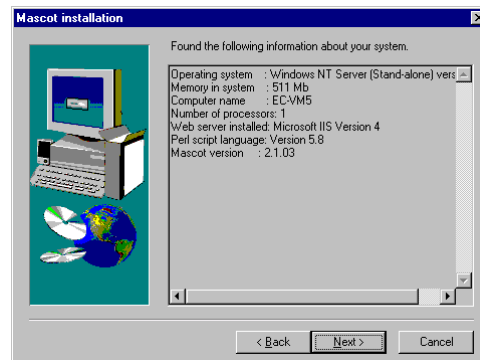 Mascot installation
Found the following information about your system.
Operating system : Windows NT Server (Stand-alone) vers
Memory in system : 511 Mb
Computer name : EC-VM5
Number of processors: 1
Web server installed: Microsoft IIS Version 4
Perl script language: Version 5.8
Mascot version : 2.1.03
< Back Next > Cancel